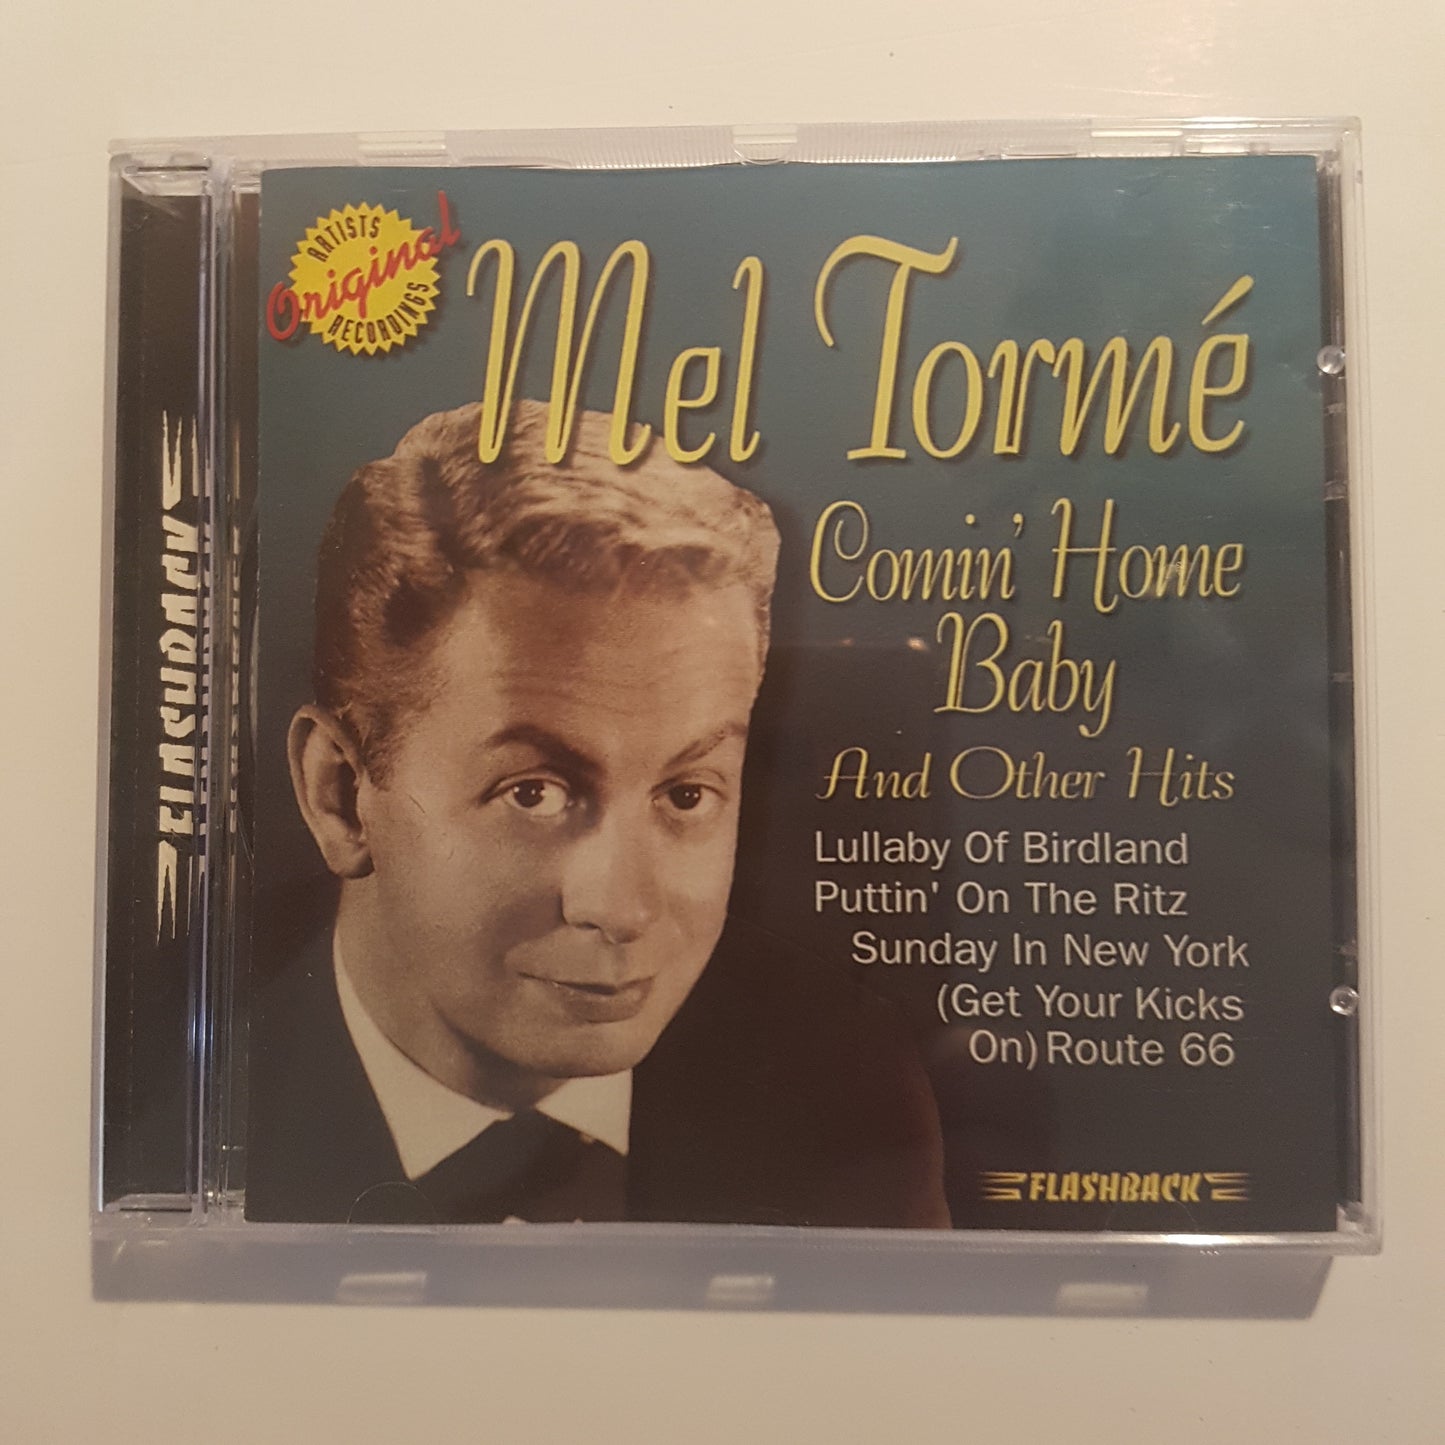 ARTISTS
Original
RECORDINGS
Mel Tormé
Comin' Home
Baby
And Other Hits
Lullaby Of Birdland
Puttin' On The Ritz
Sunday In New York
(Get Your Kicks
On) Route 66
FLASHBACK
FLASHBACK